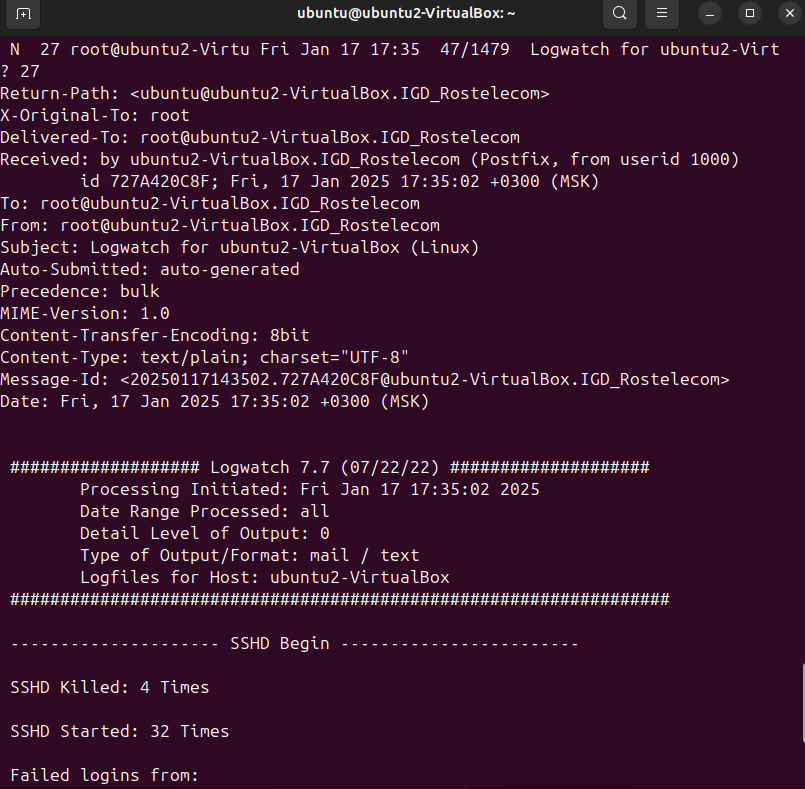 ubuntu@ubuntu2-VirtualBox: ~
N  27 root@ubuntu2-Virtu Fri Jan 17 17:35  47/1479  Logwatch for ubuntu2-Virt
? 27
Return-Path: <ubuntu@ubuntu2-VirtualBox.IGD_Rostelecom>
X-Original-To: root
Delivered-To: root@ubuntu2-VirtualBox.IGD_Rostelecom
Received: by ubuntu2-VirtualBox.IGD_Rostelecom (Postfix, from userid 1000)
        id 727A420C8F; Fri, 17 Jan 2025 17:35:02 +0300 (MSK)
To: root@ubuntu2-VirtualBox.IGD_Rostelecom
From: root@ubuntu2-VirtualBox.IGD_Rostelecom
Subject: Logwatch for ubuntu2-VirtualBox (Linux)
Auto-Submitted: auto-generated
Precedence: bulk
MIME-Version: 1.0
Content-Transfer-Encoding: 8bit
Content-Type: text/plain; charset="UTF-8"
Message-Id: <20250117143502.727A420C8F@ubuntu2-VirtualBox.IGD_Rostelecom>
Date: Fri, 17 Jan 2025 17:35:02 +0300 (MSK)
################### Logwatch 7.7 (07/22/22) ####################
        Processing Initiated: Fri Jan 17 17:35:02 2025
        Date Range Processed: all
        Detail Level of Output: 0
        Type of Output/Format: mail / text
        Logfiles for Host: ubuntu2-VirtualBox
##################################################################
--------------------- SSHD Begin ------------------------
SSHD Killed: 4 Times
SSHD Started: 32 Times
Failed logins from: